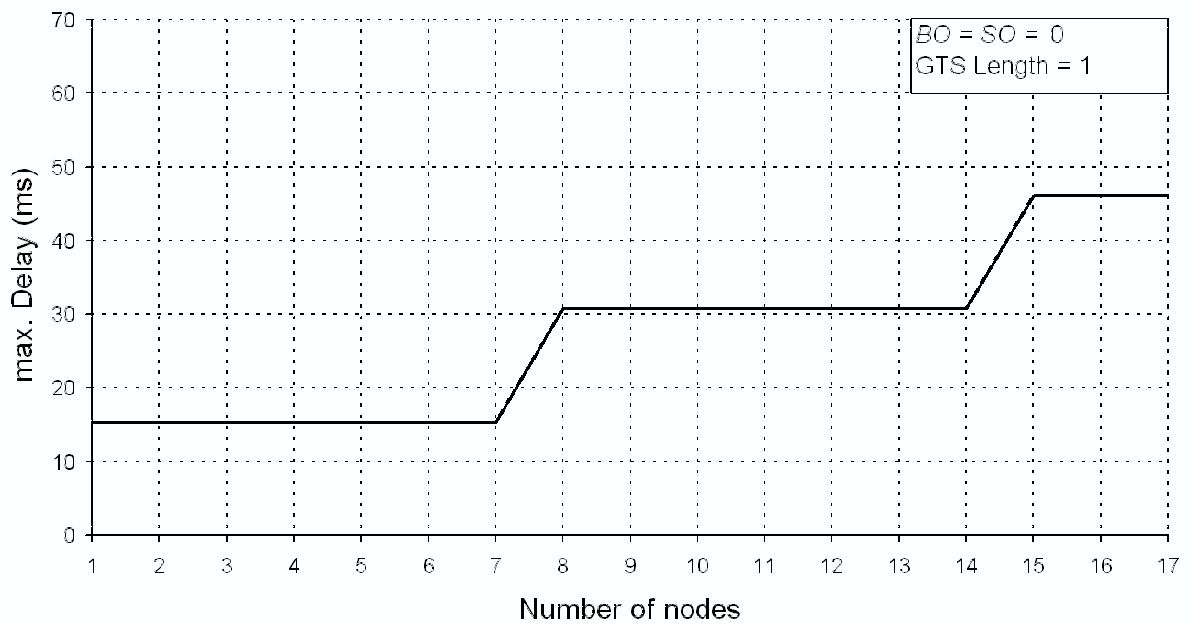 70
60
50
40
30
20
10
0
max. Delay (ms)
BO = SO = 0
GTS Length = 1
1 2 3 4 5 6 7 8 9 10 11 12 13 14 15 16 17
Number of nodes